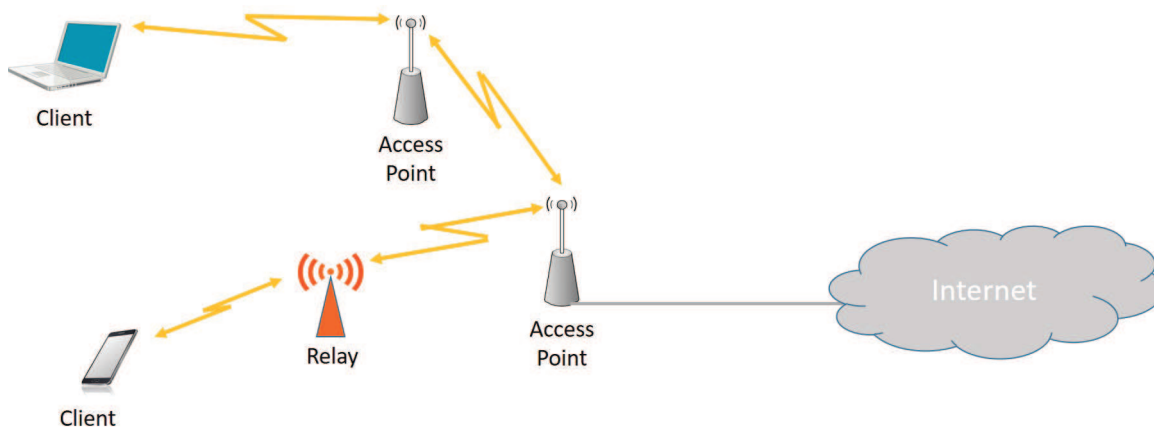 Client
Access
Point
Internet
Relay
Access
Point
Client